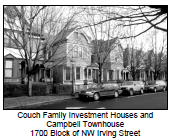 Couch Family Investment Houses and
Campbell Townhouse
1700 Block of NW Irving Street